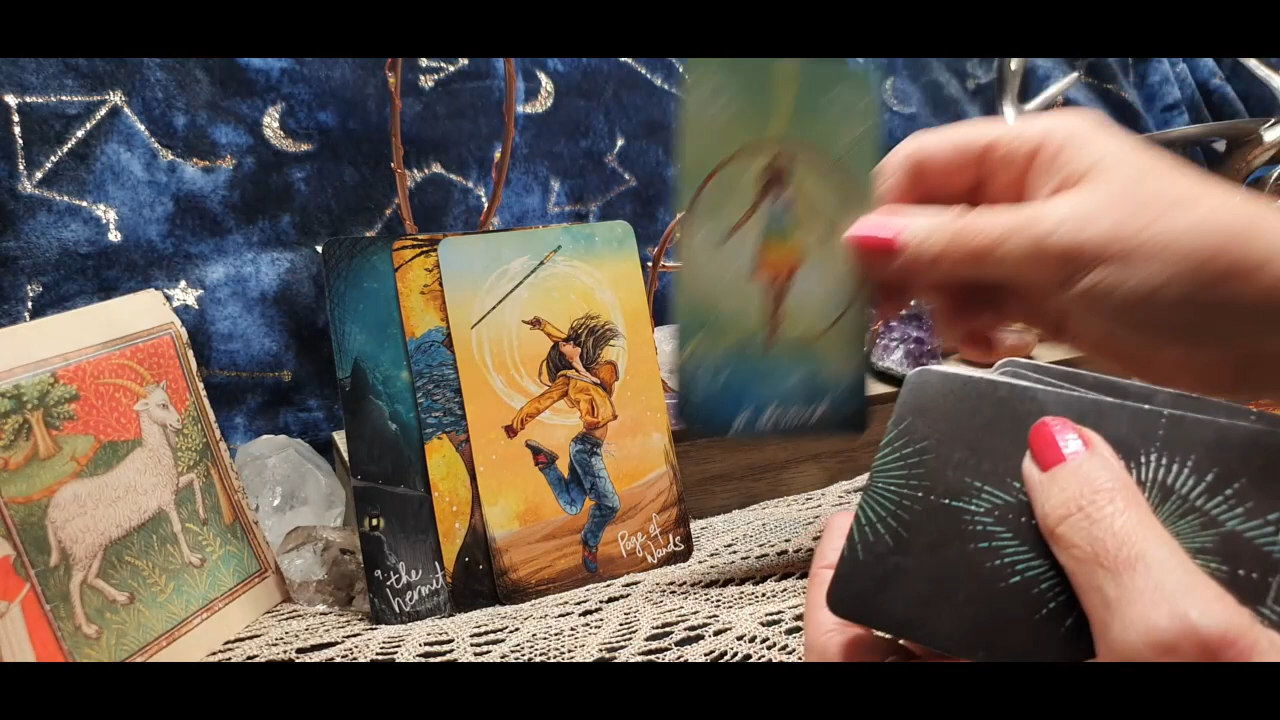 9. the
hermit
Page of
Wands